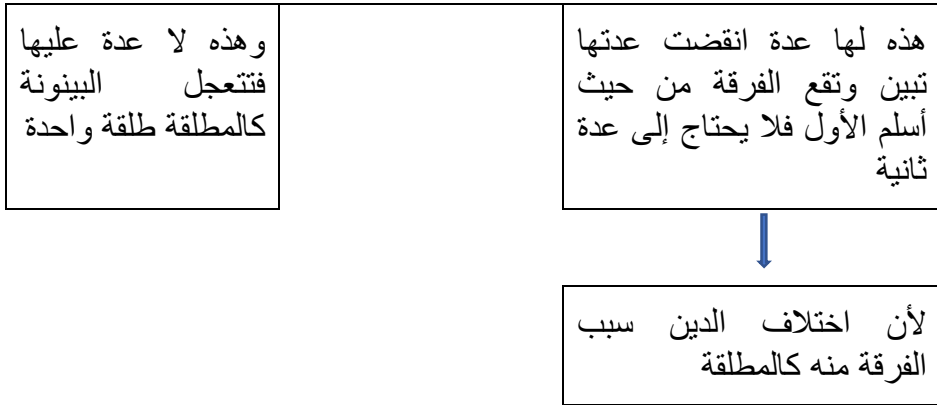 هذه لها عدة انقضت عدتها
تبين وتقع الفرقة من حيث
أسلم الأول فلا يحتاج إلى عدة
ثانية
وهذه لا عدة عليها
فتتعجل البينونة
كالمطلقة طلقة واحدة
لأن اختلاف الدين سبب
الفرقة منه كالمطلقة